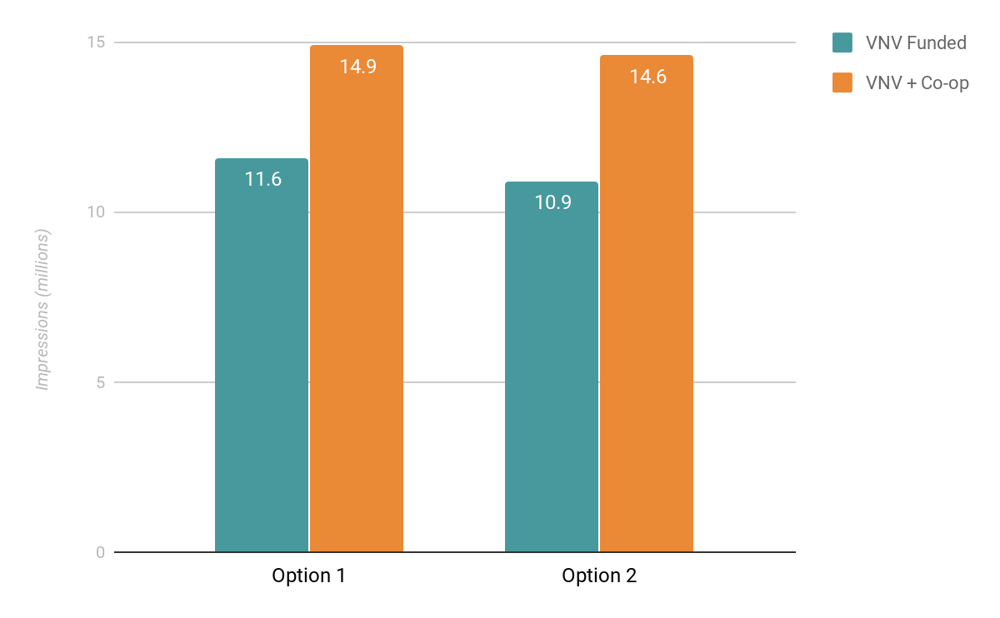 15
10
5
0
Impressions (millions)
11.6
14.9
10.9
14.6
Option 1
Option 2
VNV Funded
VNV + Co-op